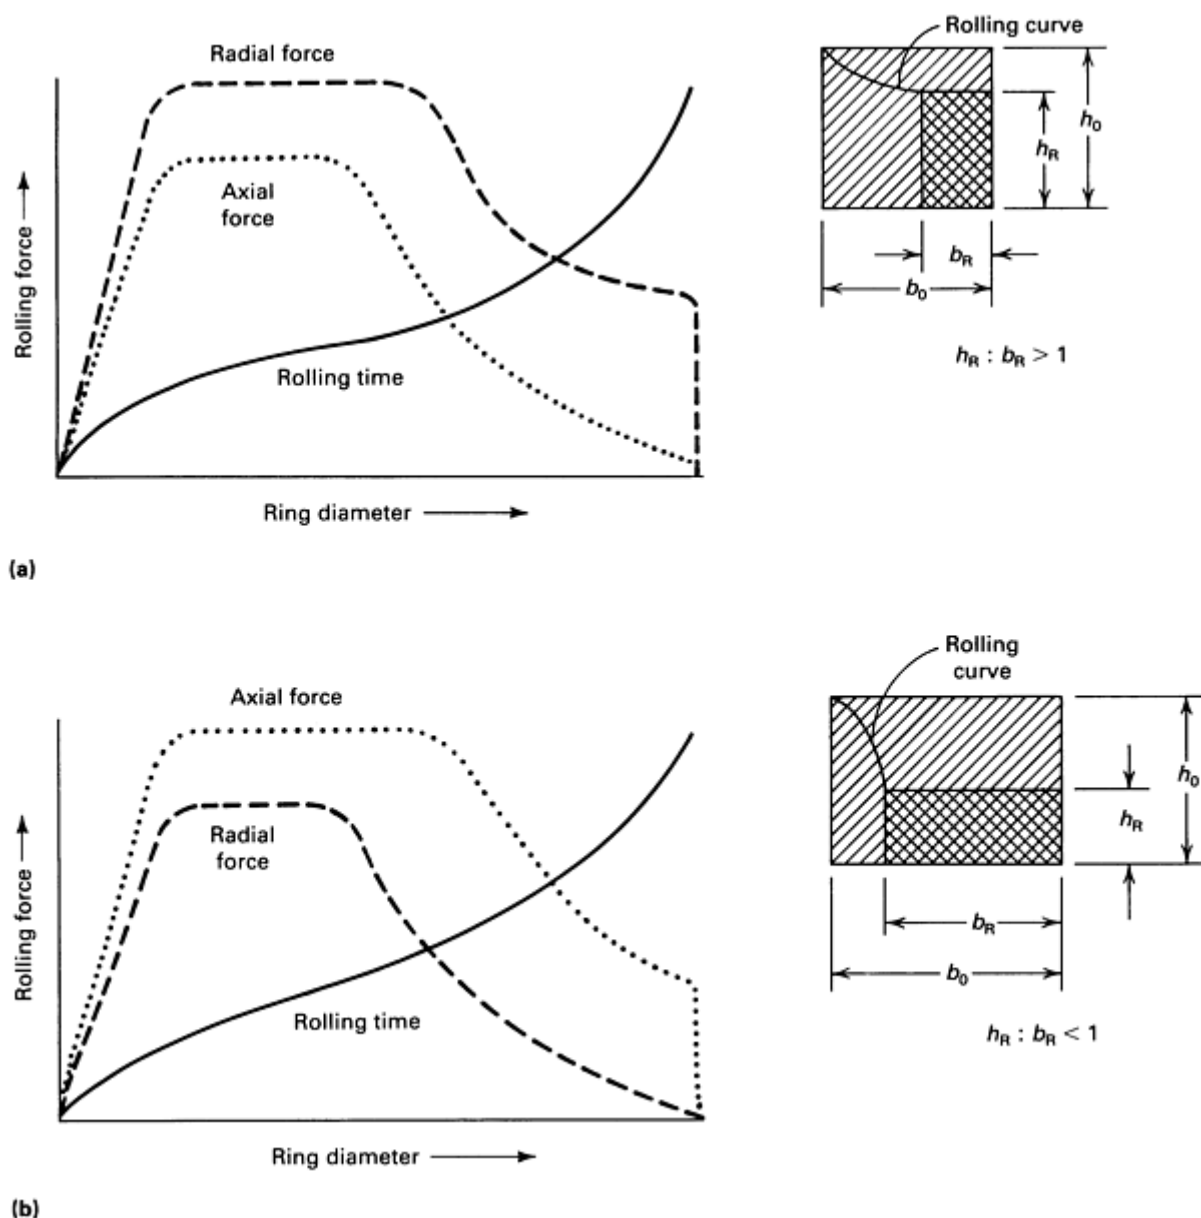 Radial force
Axial
force
Rolling time
Rolling force
Ring diameter
Rolling curve
h₀
hR
bR
b₀
hR : bR > 1
(a)
Axial force
Radial
force
Rolling time
Rolling force
Ring diameter
Rolling
curve
h₀
hR
bR
b₀
hR : bR < 1
(b)